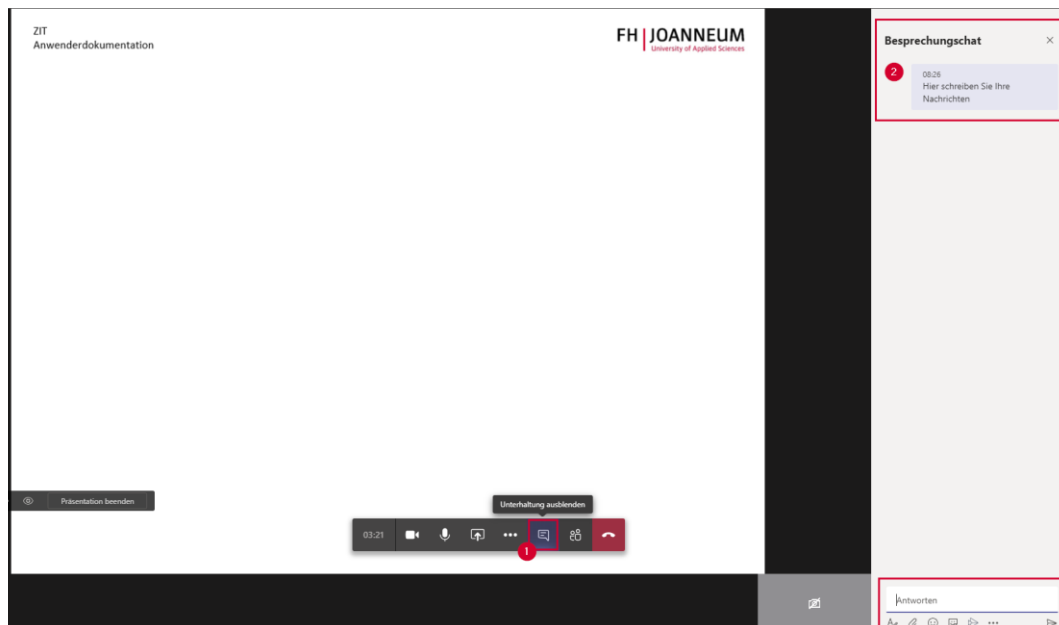 ZIT
Anwenderdokumentation
FH | JOANNEUM
University of Applied Sciences
Besprechungschat
2
08:26
Hier schreiben Sie Ihre
Nachrichten
Präsentation beenden
Unterhaltung ausblenden
03:21
1
Antworten